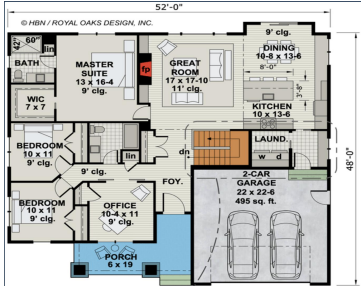 52'-0"
© HBN / ROYAL OAKS DESIGN, INC.
42" 60"
lin
BATH
MASTER
SUITE
13 x 16-4
9' clg.
WIC
7 x 7
fp
GREAT
ROOM
17 x 17-10
11' clg.
9' clg.
DINING
10-8 x 13-6
8'-0"
3'-8"
KITCHEN
10 x 13-6
BEDROOM
10 x 11
9' clg.
lin
9' clg.
dn
LAUND.
w d
48'-0"
BEDROOM
10 x 11
9' clg.
OFFICE
10-4 x 11
9' clg.
FOY.
2-CAR
GARAGE
22 x 22-6
495 sq. ft.
PORCH
6 x 19